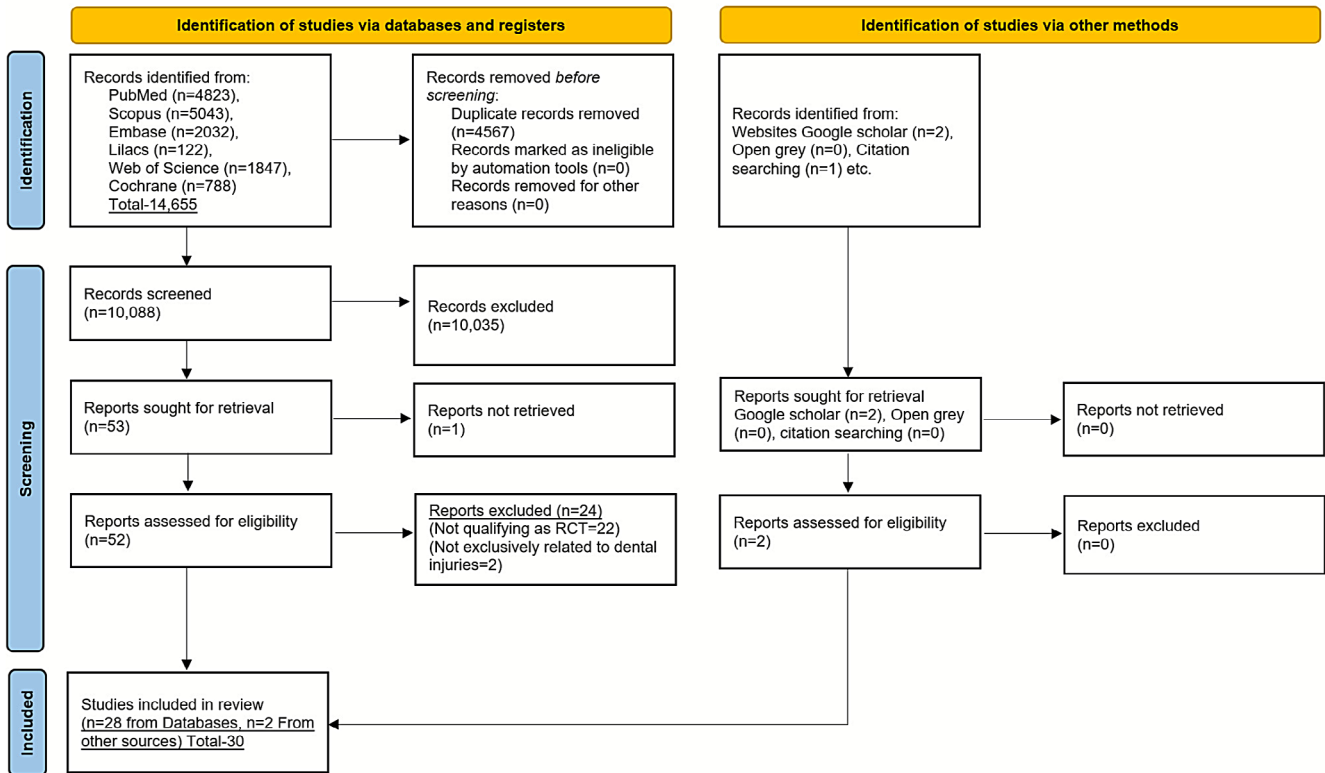 Identification of studies via databases and registers
Identification of studies via other methods
Identification
Records identified from:
PubMed (n=4823),
Scopus (n=5043),
Embase (n=2032),
Lilacs (n=122),
Web of Science (n=1847),
Cochrane (n=788)
Total-14,655
Records removed before
screening:
Duplicate records removed
(n=4567)
Records marked as ineligible
by automation tools (n=0)
Records removed for other
reasons (n=0)
Records identified from:
Websites Google scholar (n=2),
Open grey (n=0), Citation
searching (n=1) etc.
Screening
Records screened
(n=10,088)
Records excluded
(n=10,035)
Reports sought for retrieval
(n=53)
Reports not retrieved
(n=1)
Reports sought for retrieval
Google scholar (n=2), Open grey
(n=0), citation searching (n=0)
Reports not retrieved
(n=0)
Reports assessed for eligibility
(n=52)
Reports excluded (n=24)
(Not qualifying as RCT=22)
(Not exclusively related to dental
injuries=2)
Reports assessed for eligibility
(n=2)
Reports excluded
(n=0)
Included
Studies included in review
(n=28 from Databases, n=2 From
other sources) Total-30